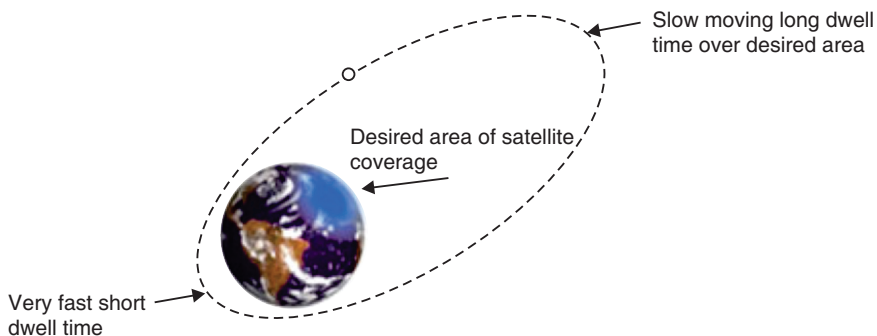 Slow moving long dwell
time over desired area
Desired area of satellite
coverage
Very fast short
dwell time